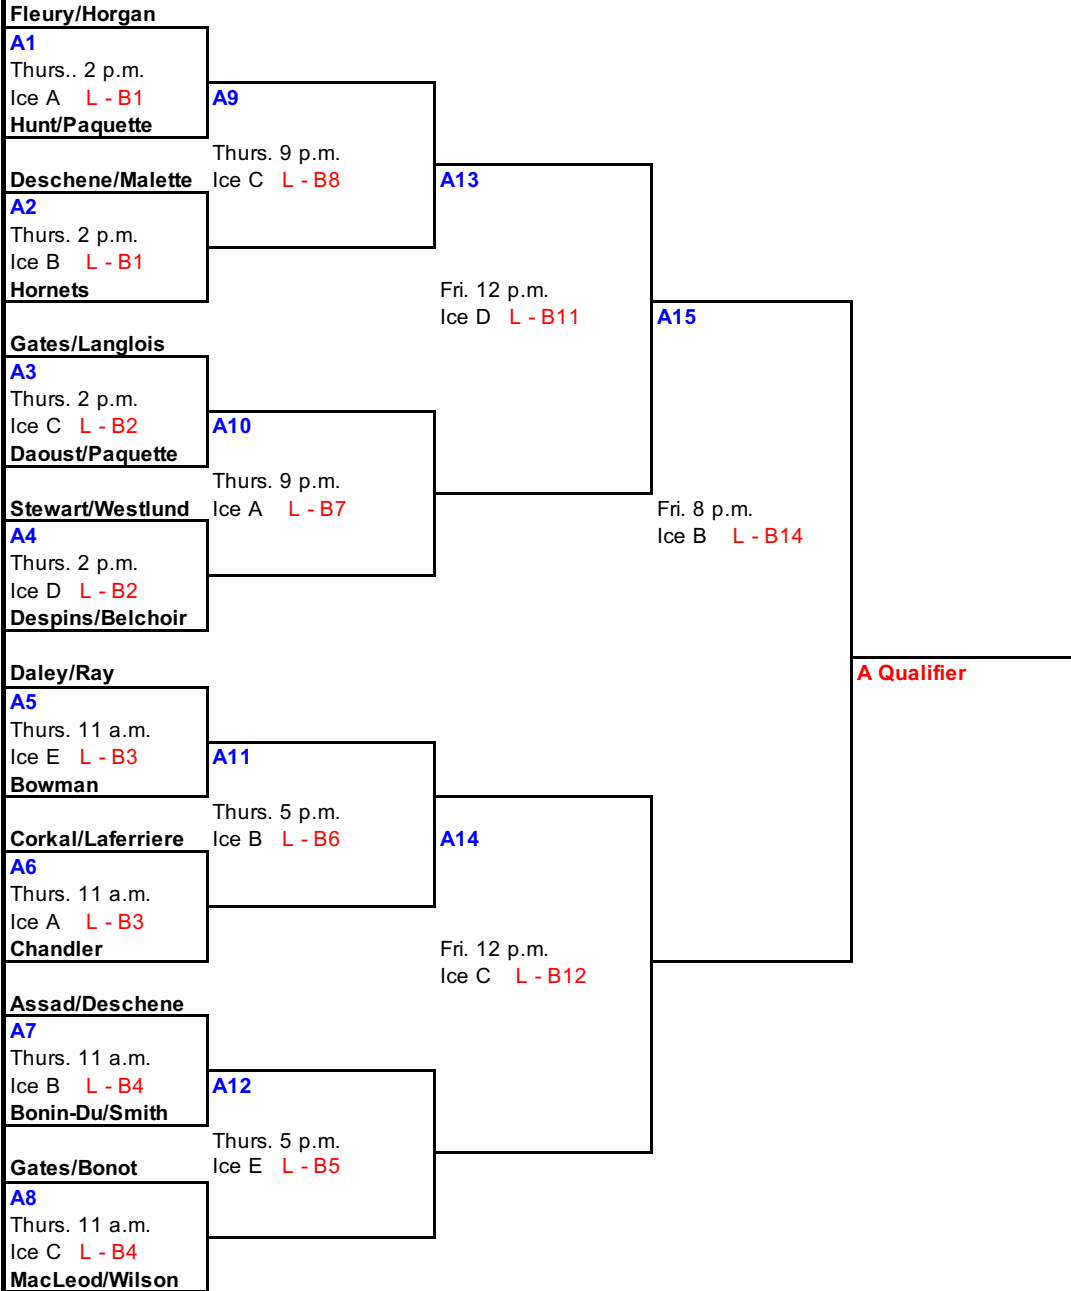 Fleury/Horgan
A1
Thurs.. 2 p.m.
Ice A L - B1
Hunt/Paquette
A9
Thurs. 9 p.m.
Ice C L - B8
Deschene/Malette
A2
Thurs. 2 p.m.
Ice B L - B1
Hornets
A13
Fri. 12 p.m.
Ice D L - B11
Gates/Langlois
A3
Thurs. 2 p.m.
Ice C L - B2
Daoust/Paquette
A10
Thurs. 9 p.m.
Ice A L - B7
Stewart/Westlund
A4
Thurs. 2 p.m.
Ice D L - B2
Despins/Belchoir
A15
Fri. 8 p.m.
Ice B L - B14
A Qualifier
Daley/Ray
A5
Thurs. 11 a.m.
Ice E L - B3
Bowman
A11
Thurs. 5 p.m.
Ice B L - B6
Corkal/Laferriere
A6
Thurs. 11 a.m.
Ice A L - B3
Chandler
A14
Fri. 12 p.m.
Ice C L - B12
Assad/Deschene
A7
Thurs. 11 a.m.
Ice B L - B4
Bonin-Du/Smith
A12
Thurs. 5 p.m.
Ice E L - B5
Gates/Bonot
A8
Thurs. 11 a.m.
Ice C L - B4
MacLeod/Wilson